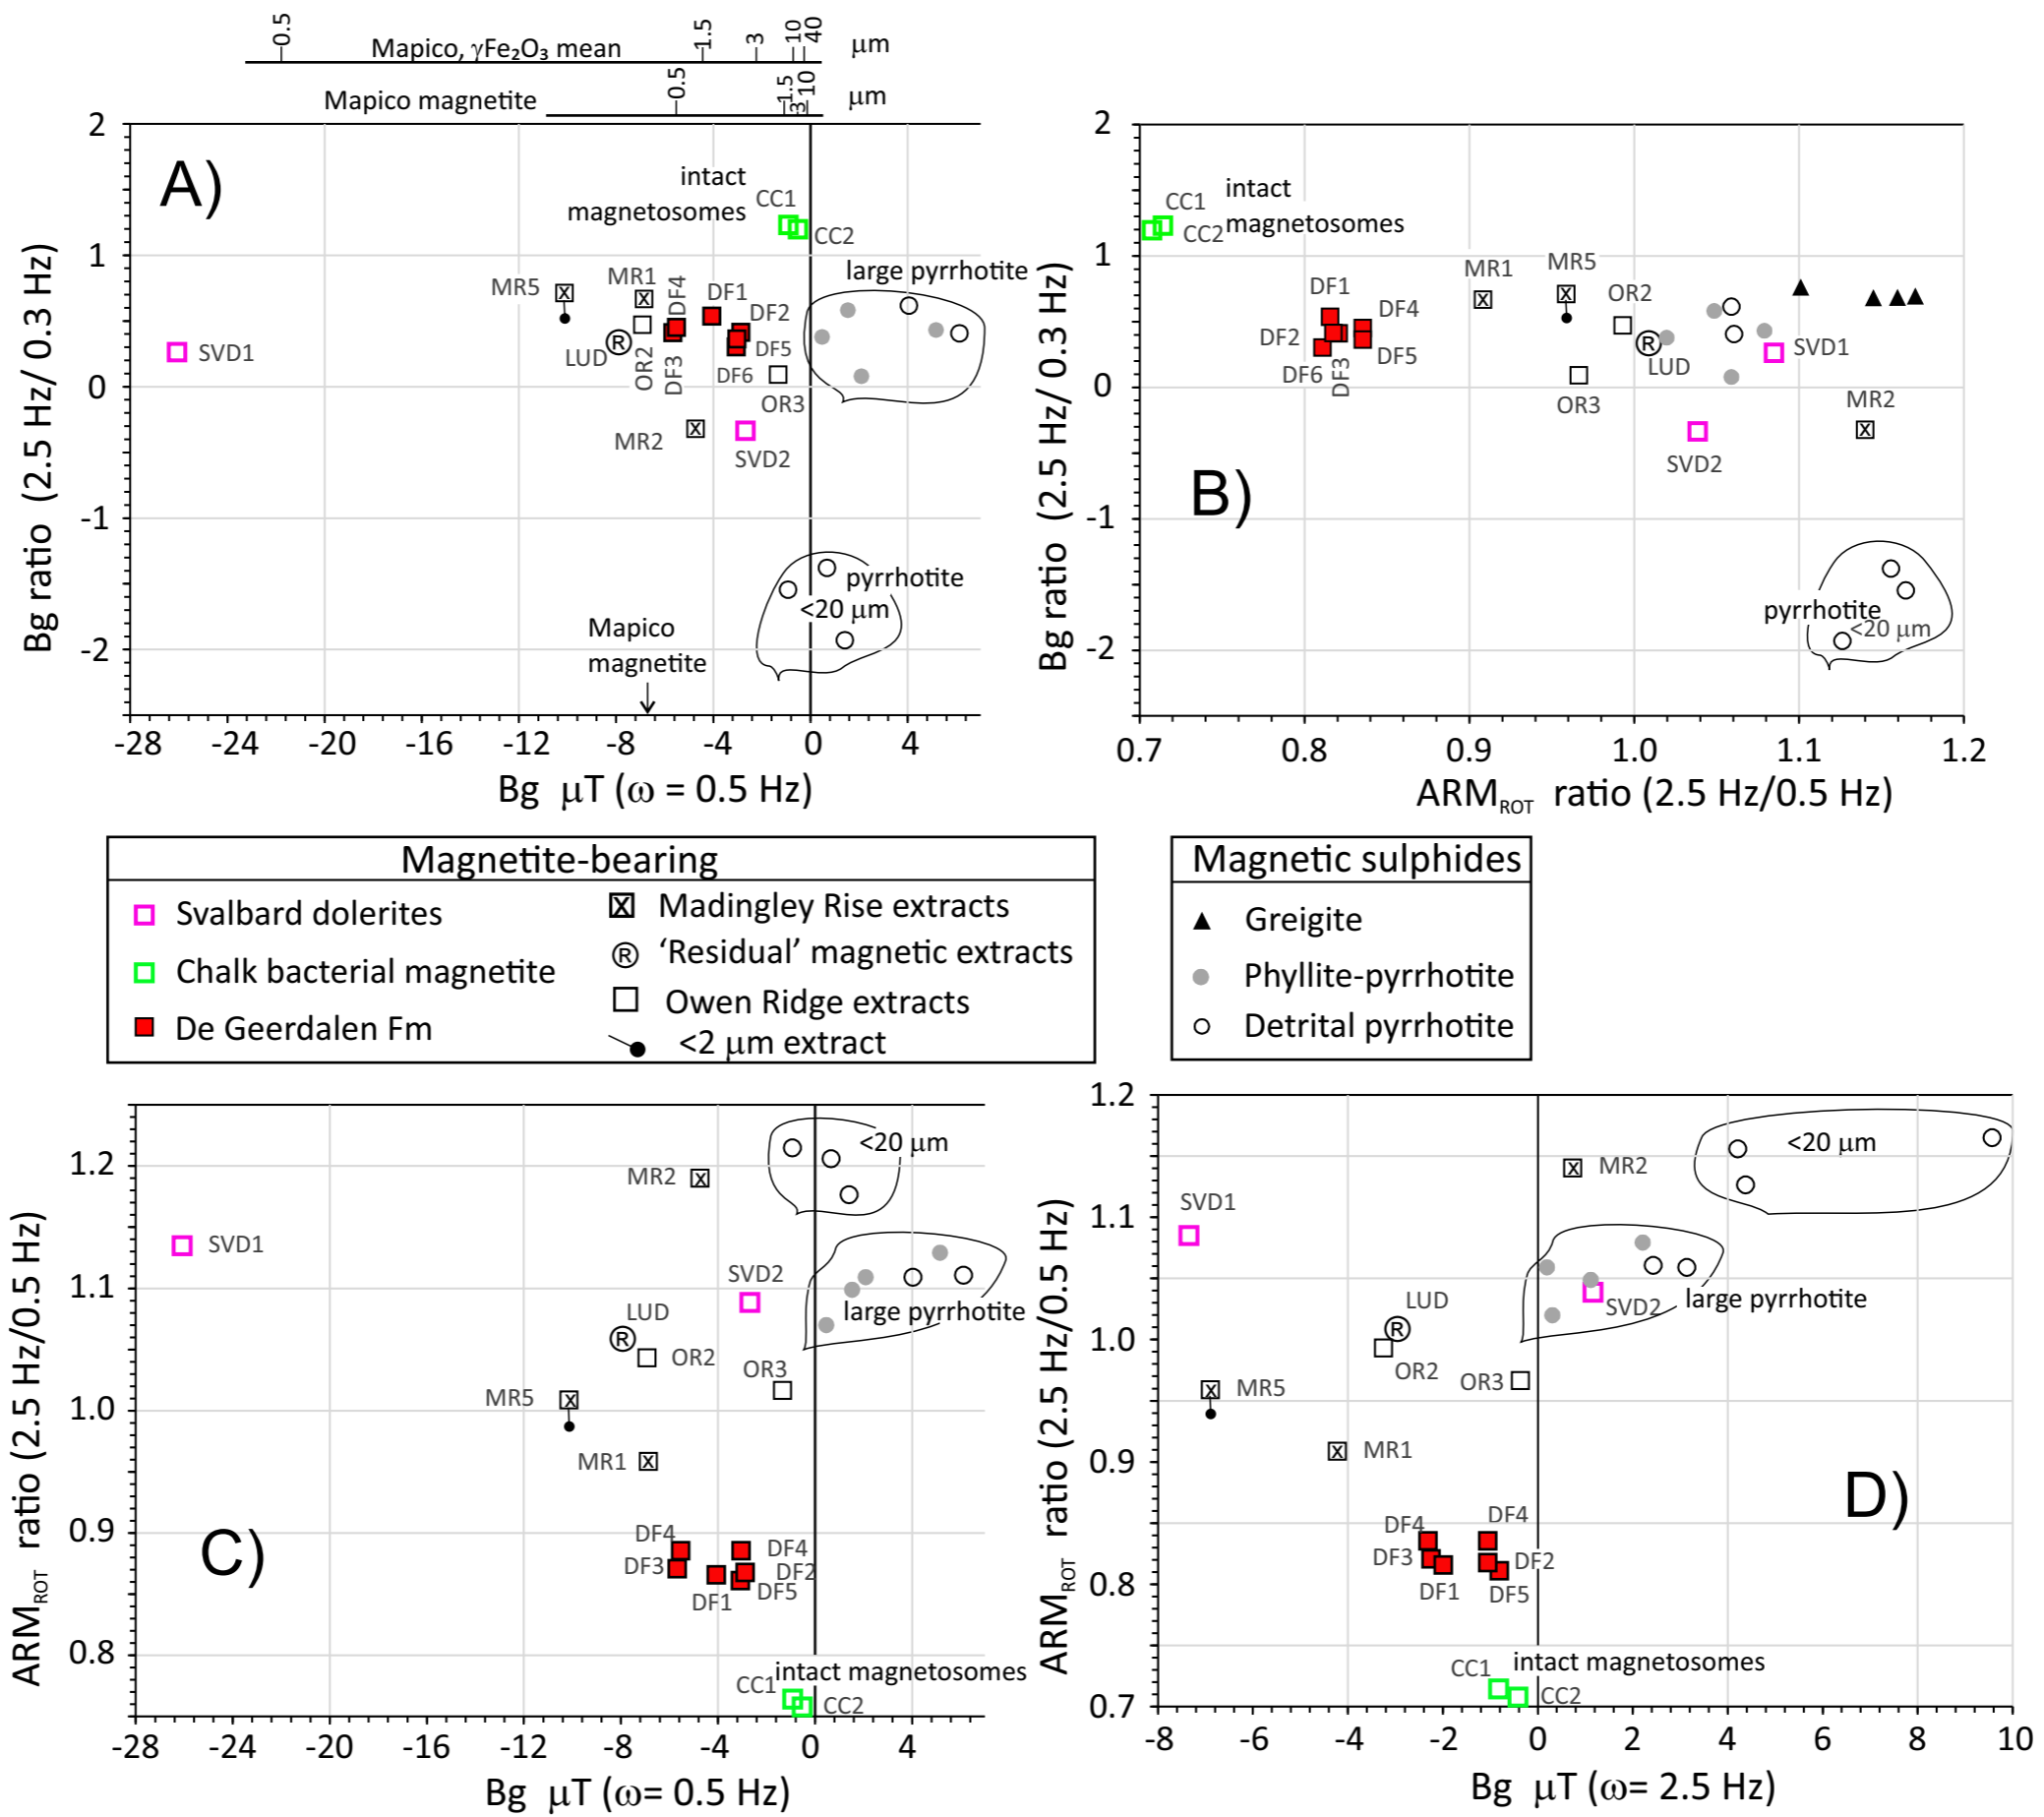 0.5
1.5
3
10
40
Mapico, γFe₂O₃ mean
μm
0.5
1.5
3
10
Mapico magnetite
μm
A)
2
1
0
-1
-2
Bg ratio (2.5 Hz/ 0.3 Hz)
intact
magnetosomes
CC1
CC2
large pyrrhotite
MR5
MR1
DF4
DF1
DF2
SVD1
LUD
OR2
DF3
DF5
DF6
OR3
MR2
SVD2
pyrrhotite
<20 μm
Mapico
magnetite
-28
-24
-20
-16
-12
-8
-4
0
4
Bg μT (ω = 0.5 Hz)
B)
2
1
0
-1
-2
Bg ratio (2.5 Hz/ 0.3 Hz)
CC1
CC2
intact
magnetosomes
MR1
MR5
OR2
DF1
DF4
DF2
DF5
DF6
DF3
LUD
SVD1
OR3
MR2
SVD2
pyrrhotite
<20 μm
0.7
0.8
0.9
1.0
1.1
1.2
ARM_ROT ratio (2.5 Hz/0.5 Hz)
Magnetite-bearing
Svalbard dolerites
Chalk bacterial magnetite
De Geerdalen Fm
X Madingley Rise extracts
R 'Residual' magnetic extracts
Owen Ridge extracts
<2 μm extract
Magnetic sulphides
Greigite
Phyllite-pyrrhotite
Detrital pyrrhotite
C)
1.2
1.1
1.0
0.9
0.8
ARM_ROT ratio (2.5 Hz/0.5 Hz)
<20 μm
MR2
SVD1
SVD2
large pyrrhotite
LUD
OR2
OR3
MR5
MR1
DF4
DF4
DF3
DF2
DF1
DF5
intact magnetosomes
CC1
CC2
-28
-24
-20
-16
-12
-8
-4
0
4
Bg μT (ω= 0.5 Hz)
D)
1.2
1.1
1.0
0.9
0.8
0.7
ARM_ROT ratio (2.5 Hz/0.5 Hz)
<20 μm
MR2
SVD1
SVD2
large pyrrhotite
LUD
OR2
OR3
MR5
MR1
DF4
DF4
DF3
DF2
DF1
DF5
intact magnetosomes
CC1
CC2
-8
-6
-4
-2
0
2
4
6
8
10
Bg μT (ω= 2.5 Hz)